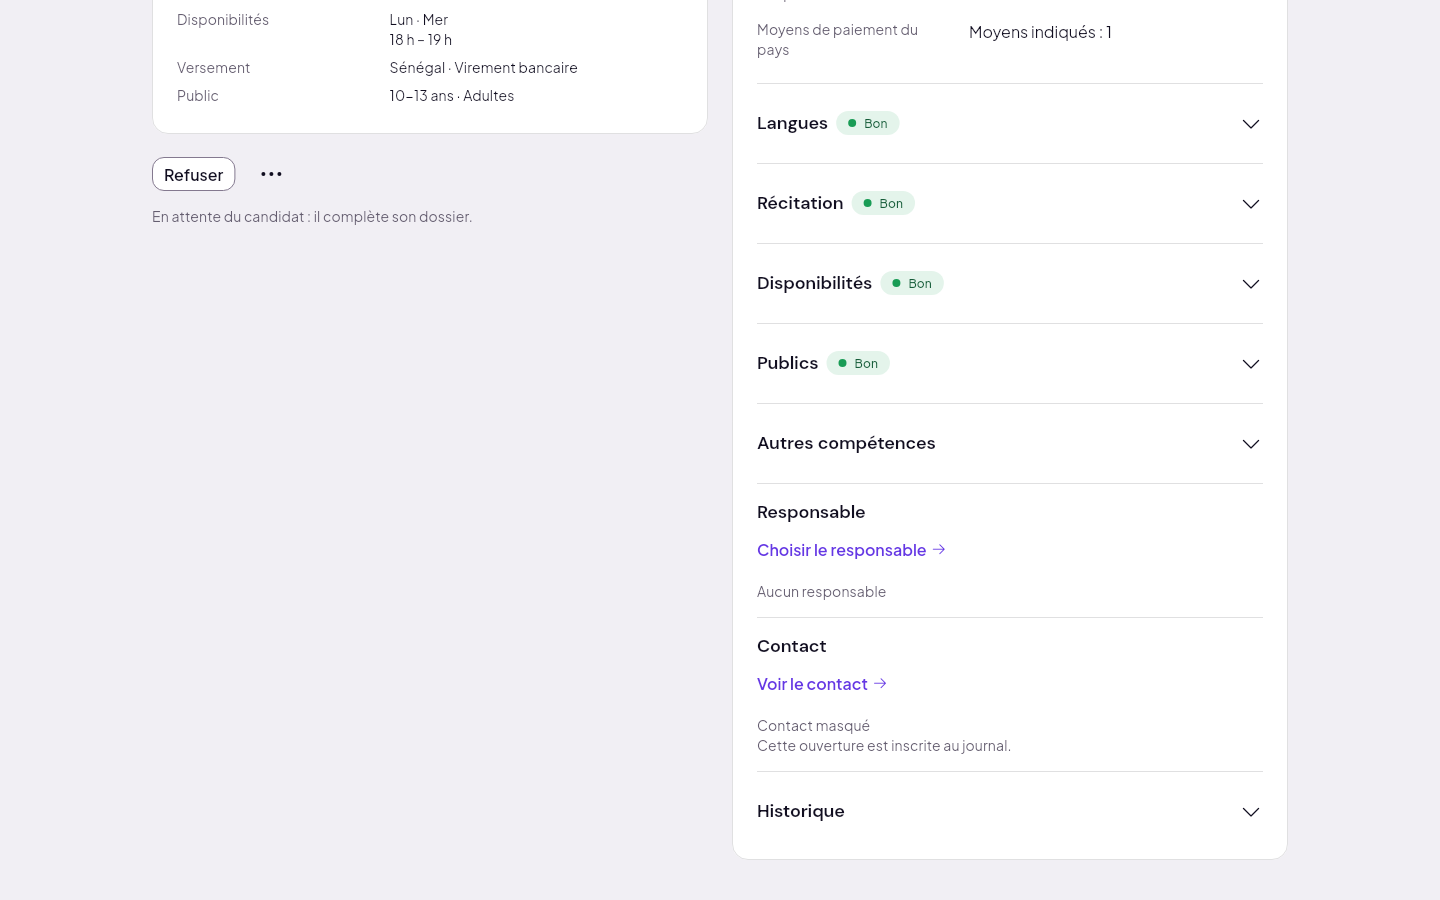 Disponibilités
Lun · Mer
18 h – 19 h
Versement
Sénégal · Virement bancaire
Public
10–13 ans · Adultes
Refuser
En attente du candidat : il complète son dossier.
Moyens de paiement du
pays
Moyens indiqués : 1
Langues
Bon
Récitation
Bon
Disponibilités
Bon
Publics
Bon
Autres compétences
Responsable
Choisir le responsable →
Aucun responsable
Contact
Voir le contact →
Contact masqué
Cette ouverture est inscrite au journal.
Historique